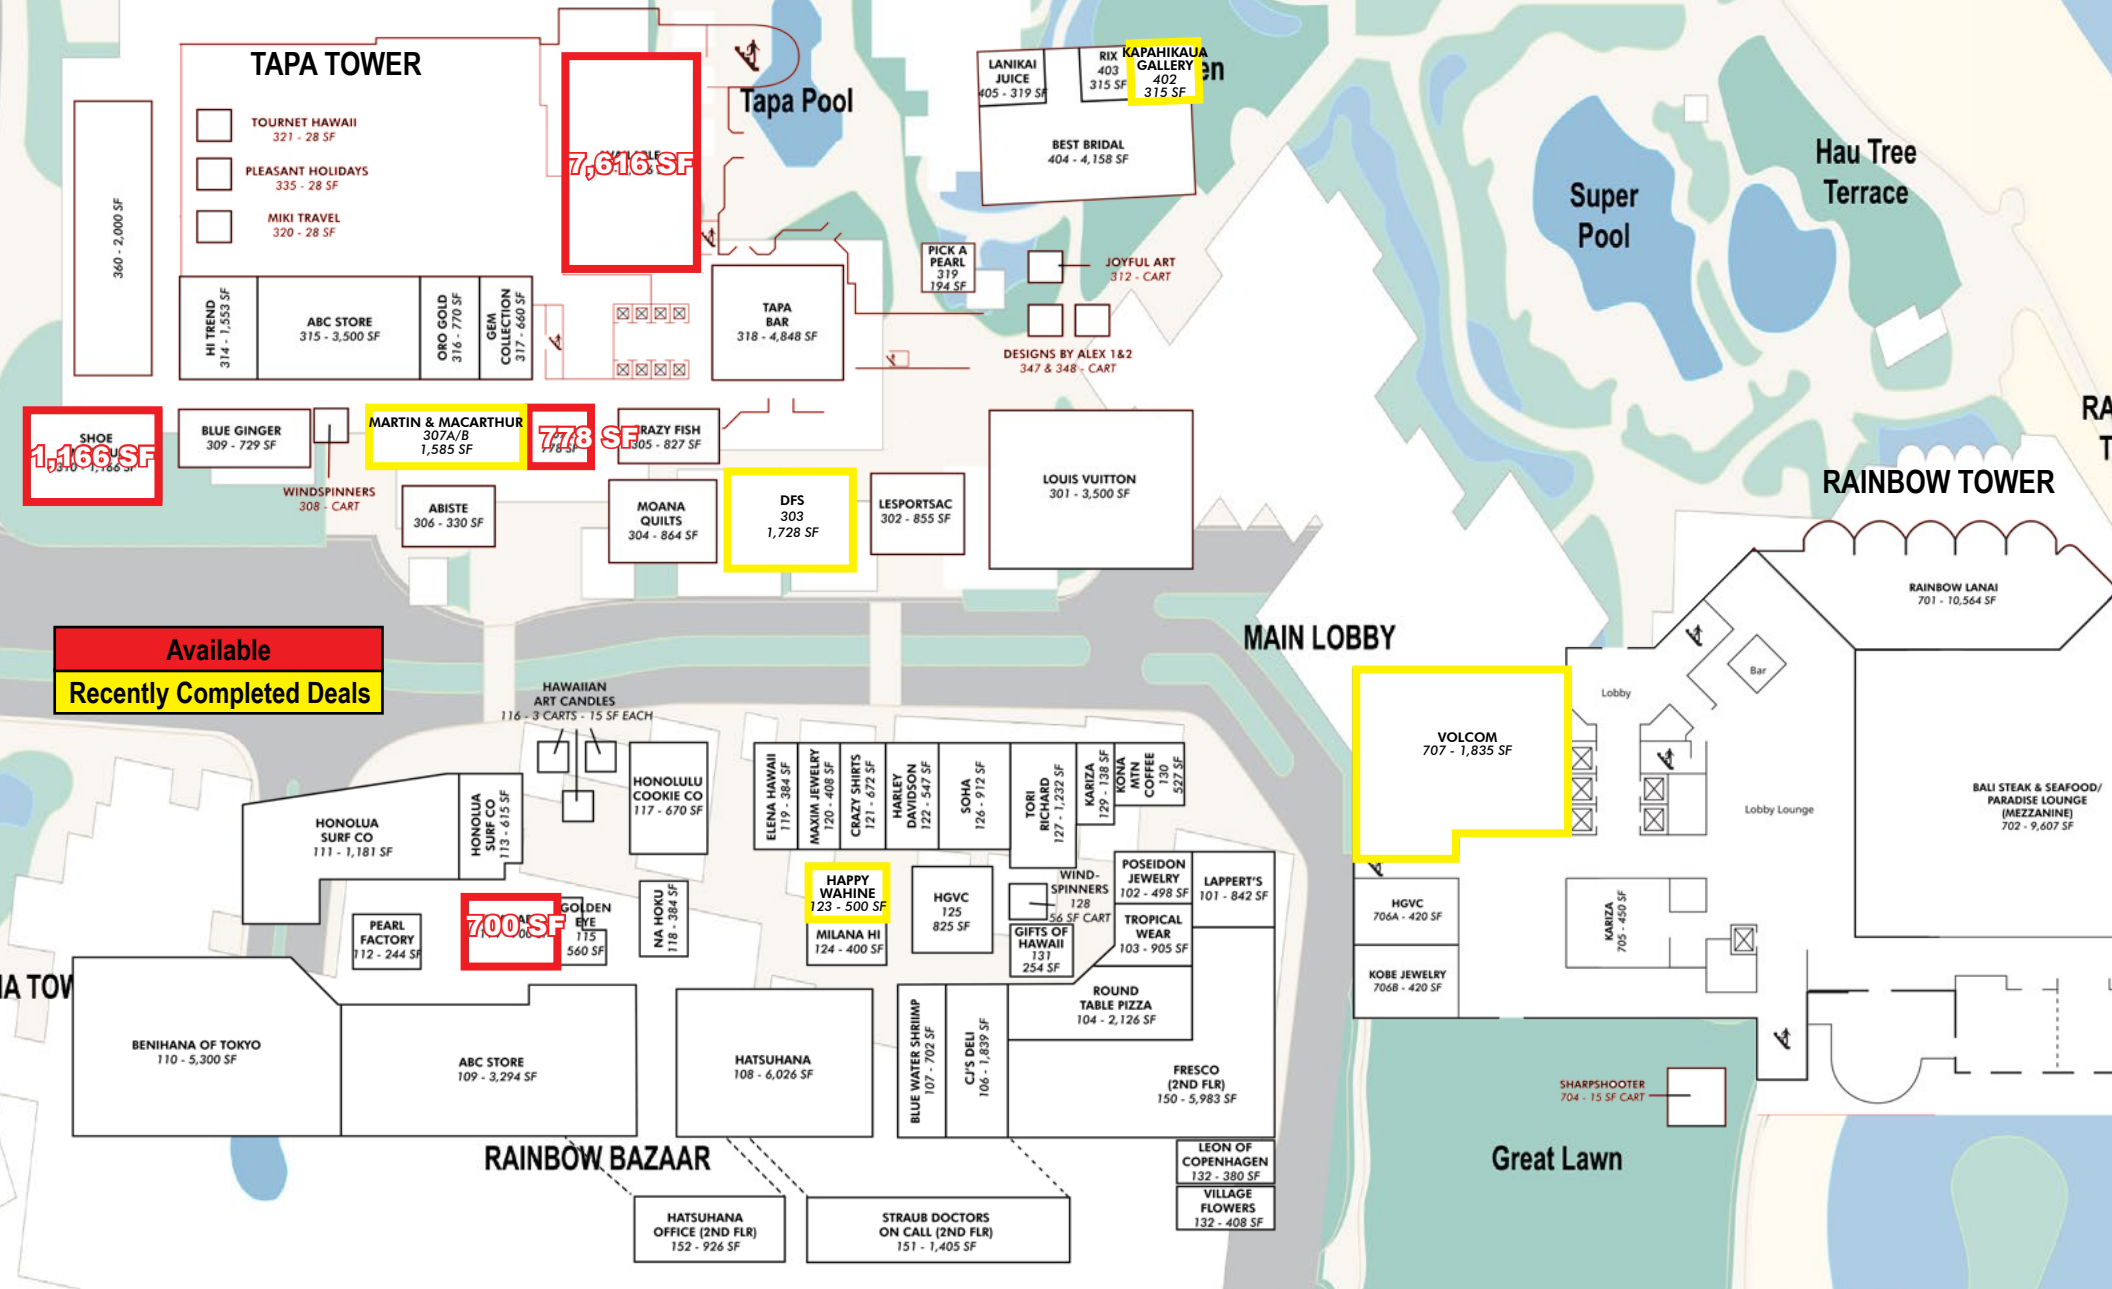 TAPA TOWER
TOURNET HAWAII
321 - 28 SF
PLEASANT HOLIDAYS
335 - 28 SF
MIKI TRAVEL
320 - 28 SF
360 - 2,000 SF
7,616 SF
Tapa Pool
LANIKAI
JUICE
405 - 319 SF
RIX
403
315 SF
KAPAHIKAUA
GALLERY
402
315 SF
en
BEST BRIDAL
404 - 4,158 SF
Super
Pool
Hau Tree
Terrace
HI TREND
314 - 1,553 SF
ABC STORE
315 - 3,500 SF
ORO GOLD
316 - 770 SF
GEM
COLLECTION
317 - 660 SF
TAPA
BAR
318 - 4,848 SF
PICK A
PEARL
319
194 SF
JOYFUL ART
312 - CART
DESIGNS BY ALEX 1&2
347 & 348 - CART
SHOE
1,166 SF
BLUE GINGER
309 - 729 SF
WINDSPINNERS
308 - CART
MARTIN & MACARTHUR
307A/B
1,585 SF
778 SF
CRAZY FISH
305 - 827 SF
ABISTE
306 - 330 SF
MOANA
QUILTS
304 - 864 SF
DFS
303
1,728 SF
LESPORTSAC
302 - 855 SF
LOUIS VUITTON
301 - 3,500 SF
RA
T
RAINBOW TOWER
RAINBOW LANAI
701 - 10,564 SF
Available
Recently Completed Deals
MAIN LOBBY
Lobby
Bar
VOLCOM
707 - 1,835 SF
Lobby Lounge
BALI STEAK & SEAFOOD/
PARADISE LOUNGE
(MEZZANINE)
702 - 9,607 SF
HGVC
706A - 420 SF
KOBE JEWELRY
706B - 420 SF
KARIZA
705 - 450 SF
SHARPSHOOTER
704 - 15 SF CART
Great Lawn
HAWAIIAN
ART CANDLES
116 - 3 CARTS - 15 SF EACH
HONOLULU
COOKIE CO
117 - 670 SF
HONOLUA
SURF CO
111 - 1,181 SF
HONOLUA
SURF CO
113 - 615 SF
ELENA HAWAII
119 - 384 SF
MAXIM JEWELRY
120 - 408 SF
CRAZY SHIRTS
121 - 672 SF
HARLEY
DAVIDSON
122 - 547 SF
SOHA
126 - 912 SF
TORI
RICHARD
127 - 1,232 SF
KARIZA
129 - 138 SF
KONA
MTN
COFFEE
130
527 SF
PEARL
FACTORY
112 - 244 SF
700 SF
GOLDEN
EYE
115
560 SF
NA HOKU
118 - 384 SF
HAPPY
WAHINE
123 - 500 SF
MILANA HI
124 - 400 SF
HGVC
125
825 SF
WIND-
SPINNERS
128
56 SF CART
GIFTS OF
HAWAII
131
254 SF
POSEIDON
JEWELRY
102 - 498 SF
LAPPERT'S
101 - 842 SF
TROPICAL
WEAR
103 - 905 SF
ROUND
TABLE PIZZA
104 - 2,126 SF
IA TOW
BENIHANA OF TOKYO
110 - 5,300 SF
ABC STORE
109 - 3,294 SF
HATSUHANA
108 - 6,026 SF
BLUE WATER SHRIIMP
107 - 702 SF
CJ'S DELI
106 - 1,839 SF
FRESCO
(2ND FLR)
150 - 5,983 SF
RAINBOW BAZAAR
LEON OF
COPENHAGEN
132 - 380 SF
VILLAGE
FLOWERS
132 - 408 SF
HATSUHANA
OFFICE (2ND FLR)
152 - 926 SF
STRAUB DOCTORS
ON CALL (2ND FLR)
151 - 1,405 SF